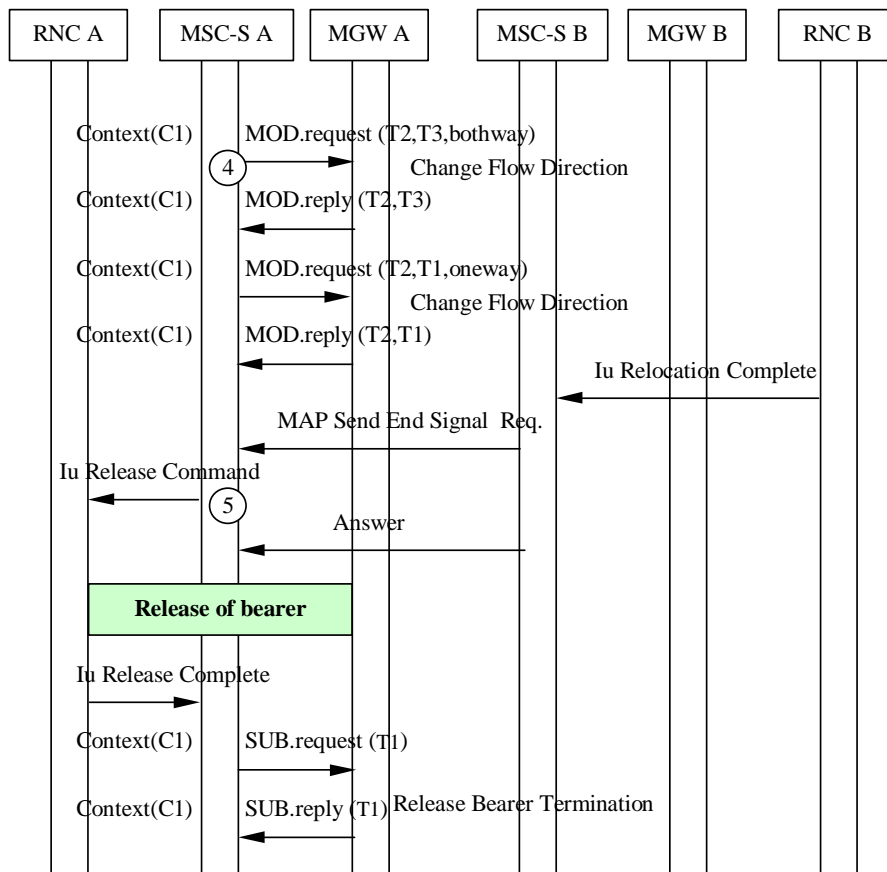 RNC A MSC-S A MGW A MSC-S B MGW B RNC B
Context(C1) MOD.request (T2,T3,bothway)
4 Change Flow Direction
Context(C1) MOD.reply (T2,T3)
Context(C1) MOD.request (T2,T1,oneway)
Change Flow Direction
Context(C1) MOD.reply (T2,T1)
Iu Relocation Complete
MAP Send End Signal Req.
Iu Release Command
5
Answer
Release of bearer
Iu Release Complete
Context(C1) SUB.request (T1)
Context(C1) SUB.reply (T1) Release Bearer Termination